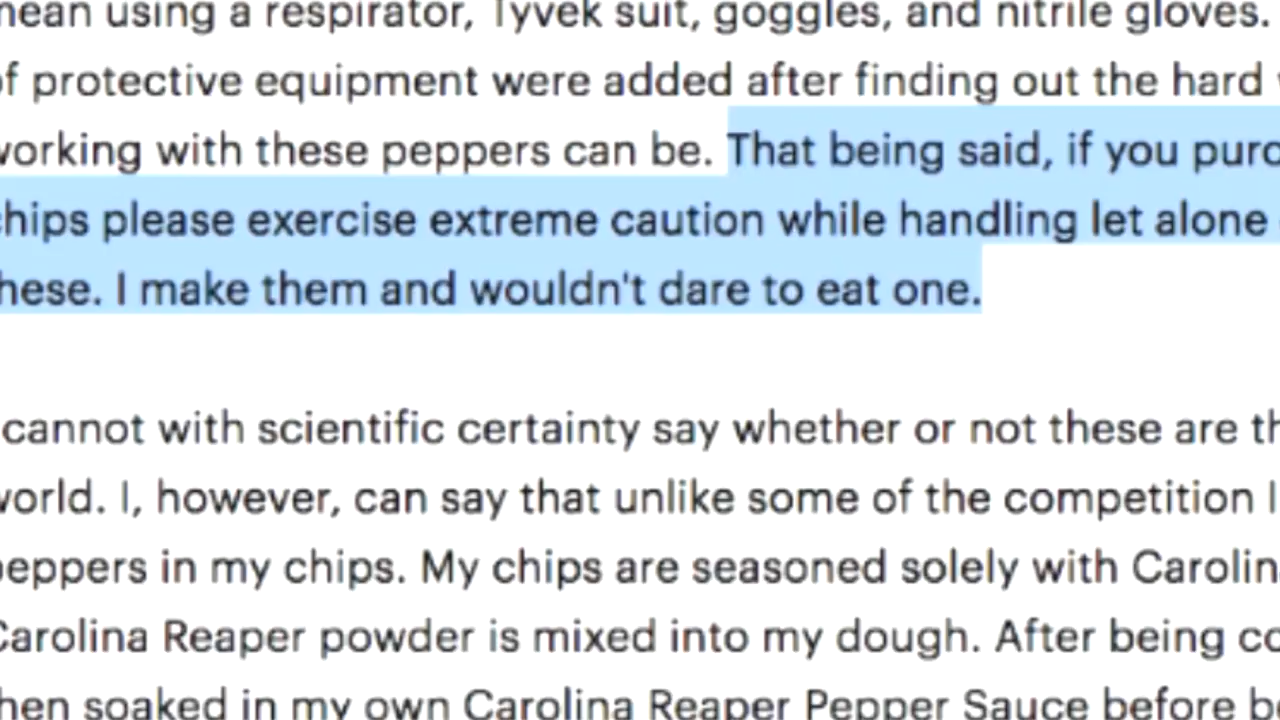 mean using a respirator, Tyvek suit, goggles, and nitrile gloves.
of protective equipment were added after finding out the hard
working with these peppers can be. That being said, if you purc
chips please exercise extreme caution while handling let alone
these. I make them and wouldn't dare to eat one.
I cannot with scientific certainty say whether or not these are th
world. I, however, can say that unlike some of the competition I
peppers in my chips. My chips are seasoned solely with Carolin
Carolina Reaper powder is mixed into my dough. After being co
then soaked in my own Carolina Reaper Pepper Sauce before b